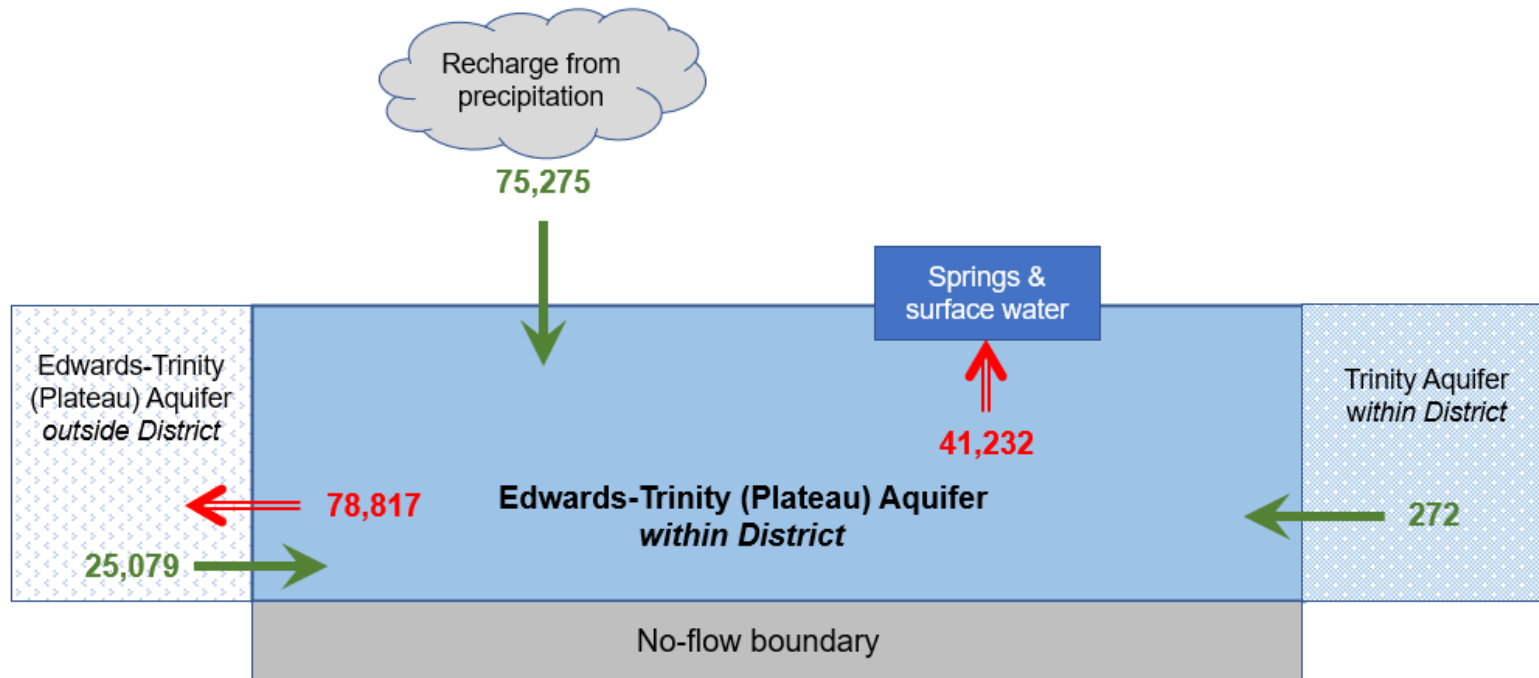 Recharge from
precipitation
75,275
Springs &
surface water
Edwards-Trinity
(Plateau) Aquifer
outside District
Trinity Aquifer
within District
41,232
78,817
Edwards-Trinity (Plateau) Aquifer
within District
272
25,079
No-flow boundary